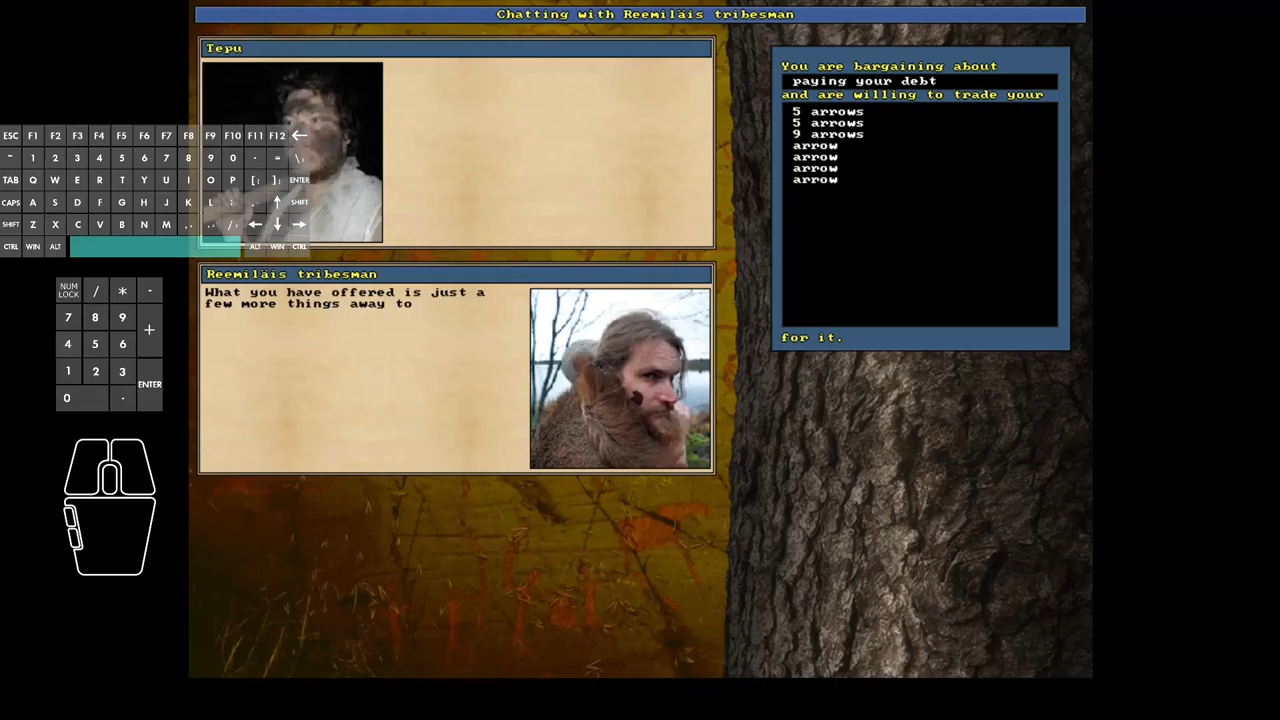 Chatting with Reemiläis tribesman
Tepu
You are bargaining about
paying your debt
and are willing to trade your
5 arrows
5 arrows
9 arrows
arrow
arrow
arrow
arrow
for it.
Reemiläis tribesman
What you have offered is just a
few more things away to
ESC F1 F2 F3 F4 F5 F6 F7 F8 F9 F10 F11 F12 ←
~ 1 2 3 4 5 6 7 8 9 0 - = \
TAB Q W E R T Y U I O P [ ] ENTER
CAPS A S D F G H J K L ↑ SHIFT
SHIFT Z X C V B N M / ← ↓ →
CTRL WIN ALT ALT WIN CTRL
NUM LOCK / * -
7 8 9 +
4 5 6
1 2 3 ENTER
0 .